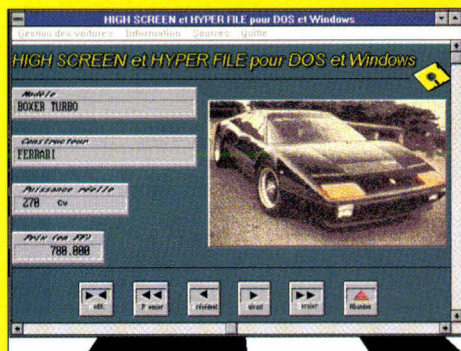 HIGH SCREEN et HYPER FILE pour DOS et Windows
Gestion des voitures Information Sources Quitte
HIGH SCREEN et HYPER FILE pour DOS et Windows
Modèle
BOXER TURBO
Constructeur
FERRARI
Puissance réelle
270 Cv
Prix (en FF)
780.000